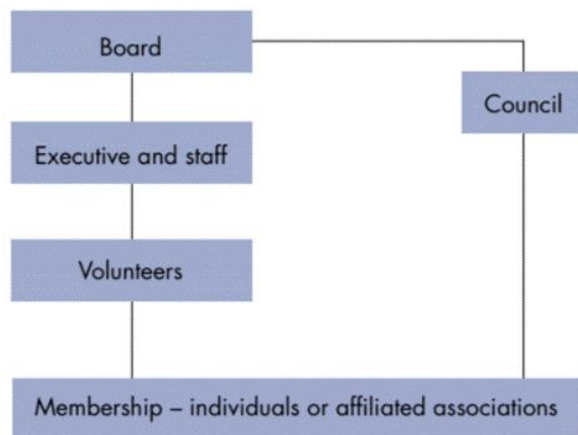 Board
Council
Executive and staff
Volunteers
Membership – individuals or affiliated associations